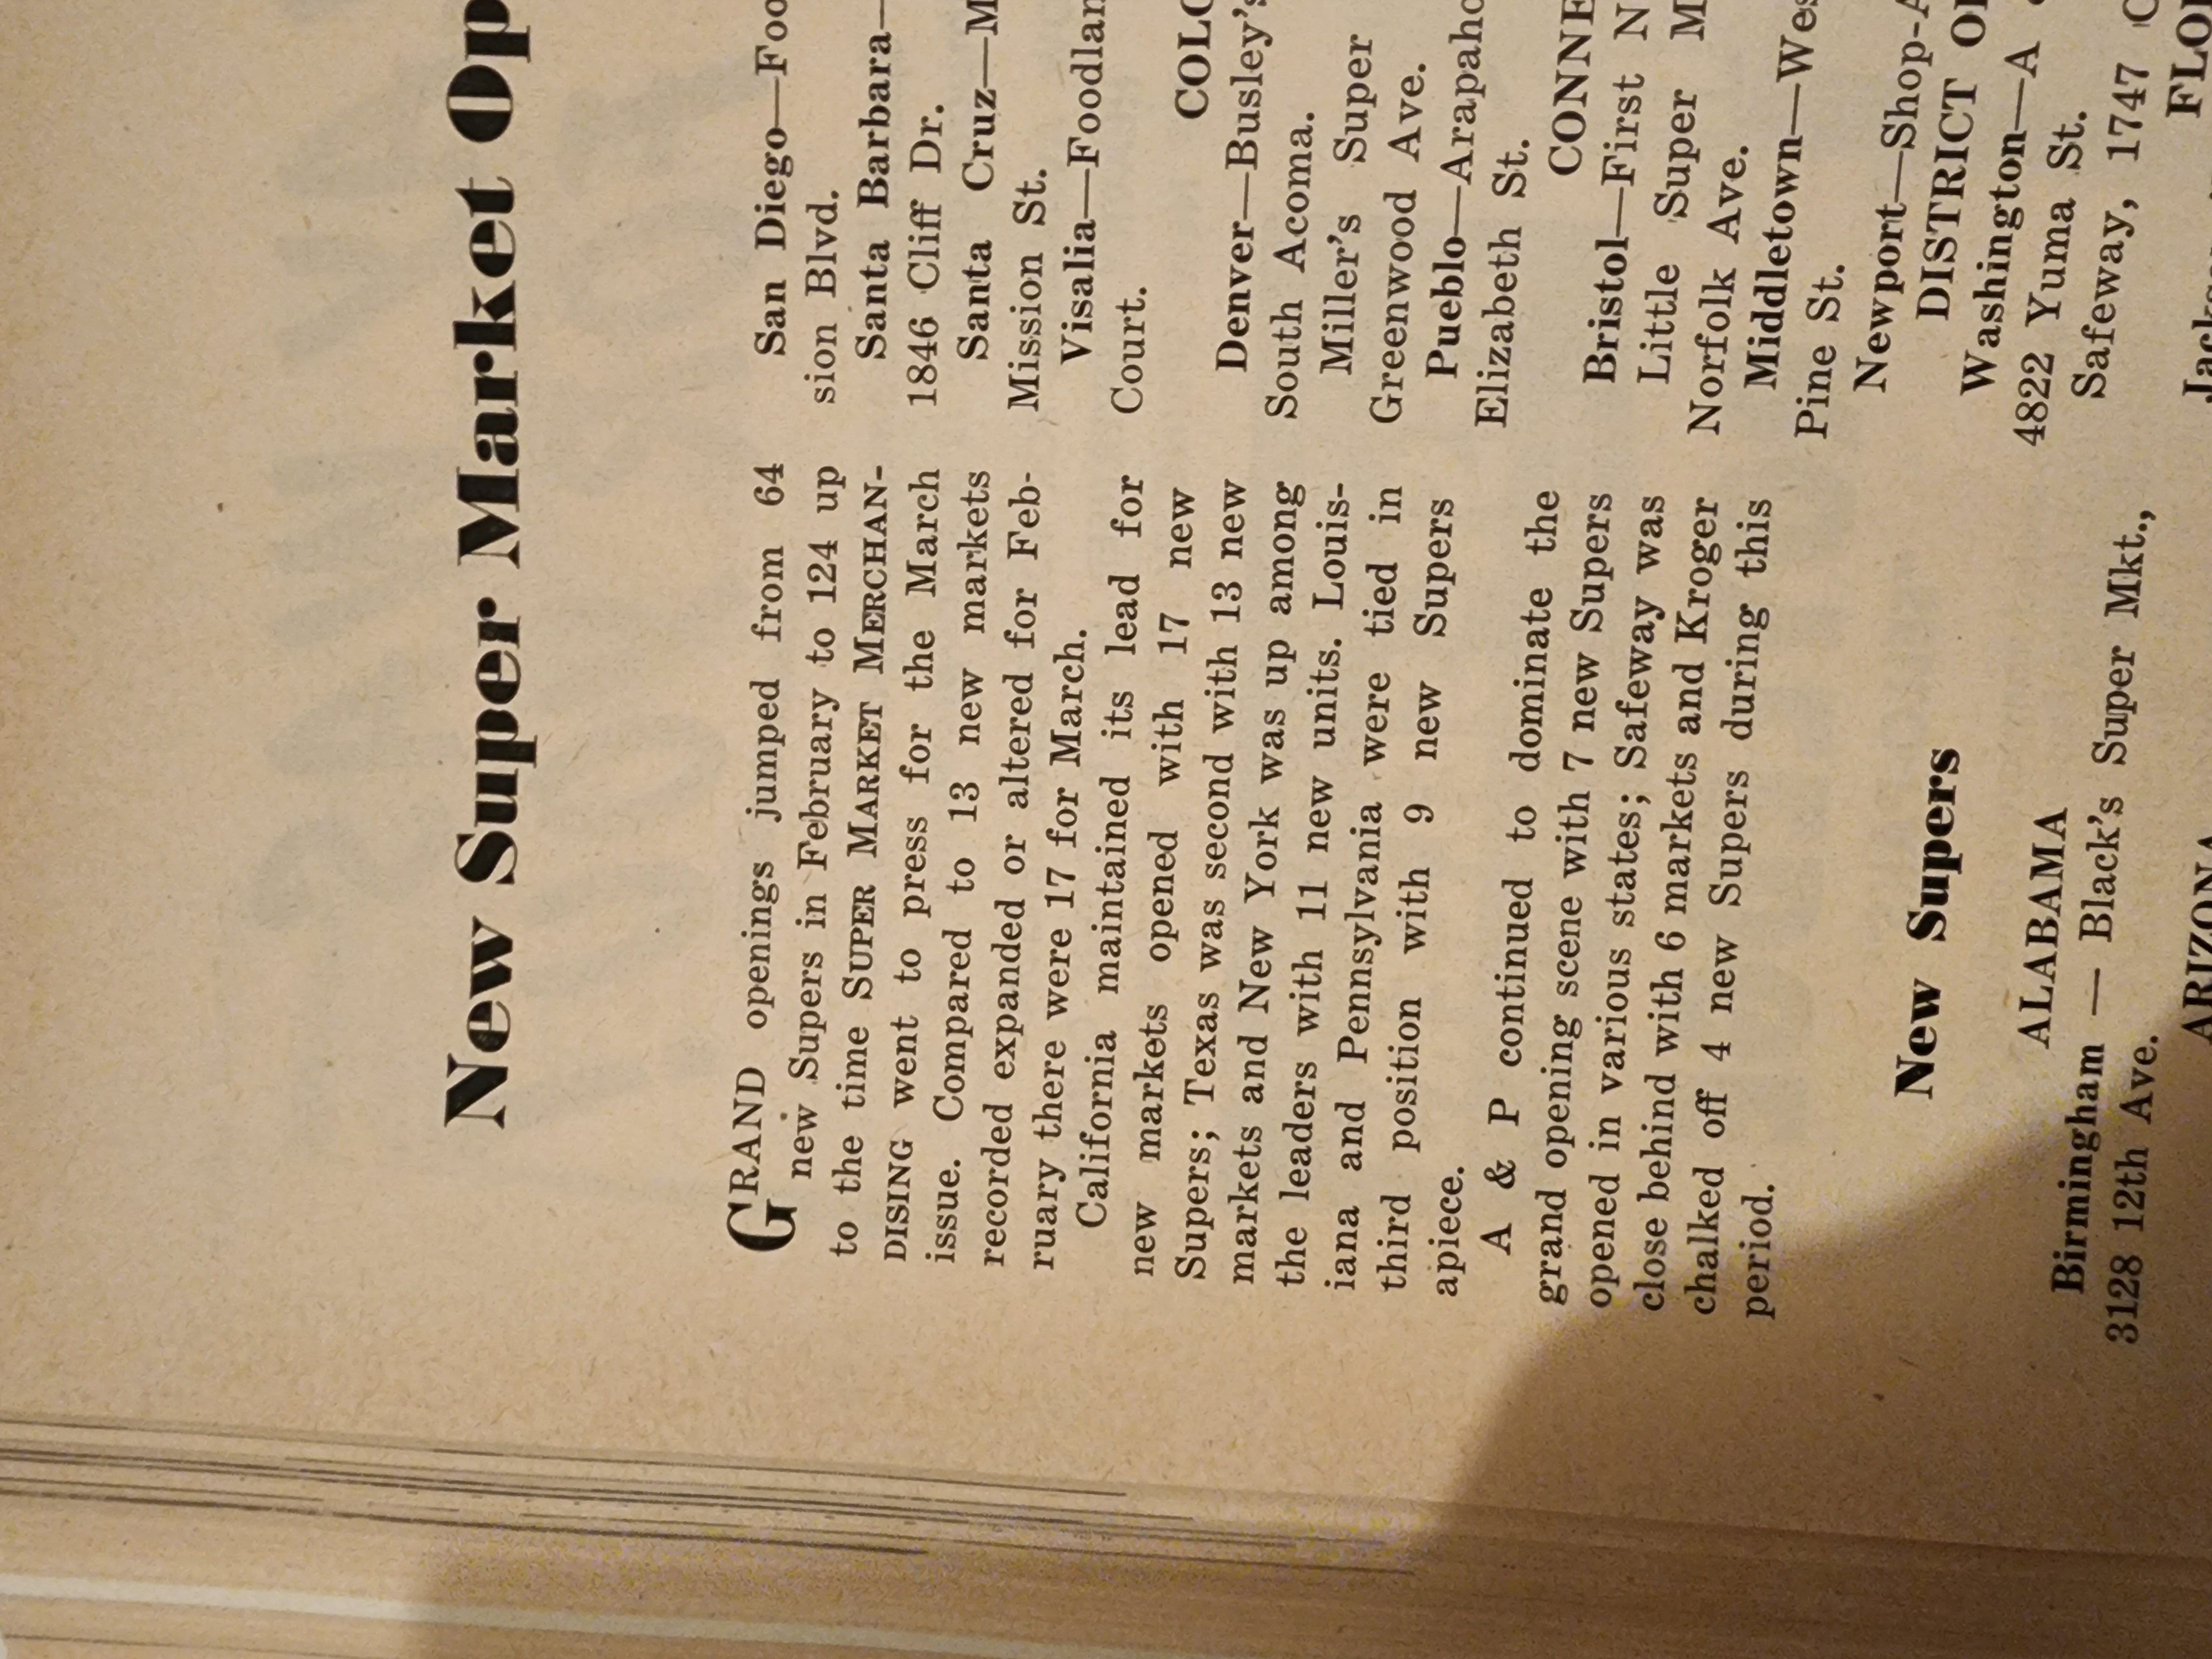 New Super Market Op
GRAND openings jumped from 64
new Supers in February to 124 up
to the time SUPER MARKET MERCHAN-
DISING went to press for the March
issue. Compared to 13 new markets
recorded expanded or altered for Feb-
ruary there were 17 for March.
California maintained its lead for
new markets opened with 17 new
Supers; Texas was second with 13 new
markets and New York was up among
the leaders with 11 new units. Louis-
iana and Pennsylvania were tied in
third position with 9 new Supers
apiece.
A & P continued to dominate the
grand opening scene with 7 new Supers
opened in various states; Safeway was
close behind with 6 markets and Kroger
chalked off 4 new Supers during this
period.
New Supers
ALABAMA
Birmingham — Black's Super Mkt.,
3128 12th Ave.
ARIZONA
San Diego—Foo
sion Blvd.
Santa Barbara—
1846 Cliff Dr.
Santa Cruz—M
Mission St.
Visalia—Foodlan
Court.
COLO
Denver—Busley's
South Acoma.
Miller's Super
Greenwood Ave.
Pueblo—Arapaho
Elizabeth St.
CONNE
Bristol—First N
Little Super M
Norfolk Ave.
Middletown—Wes
Pine St.
Newport—Shop-A
DISTRICT OF
Washington—A
4822 Yuma St.
Safeway, 1747 C
FLOR